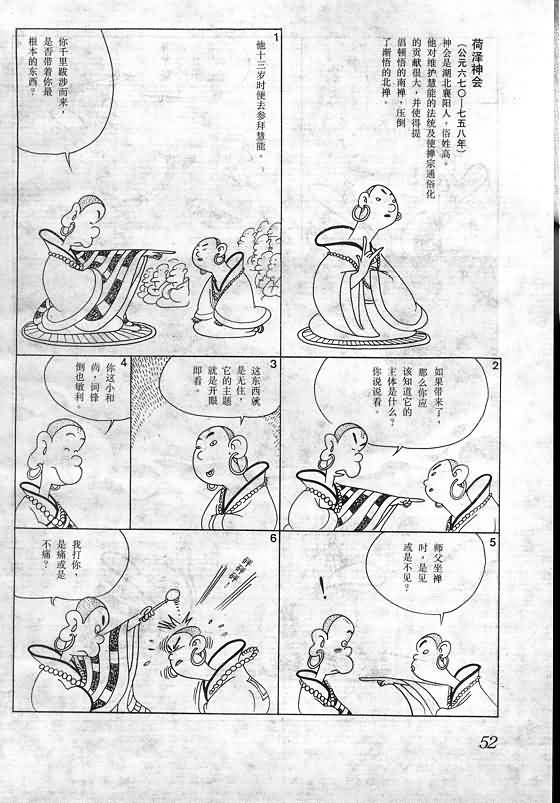 荷泽神会
（公元六七〇—七五八年）
神会是湖北襄阳人，俗姓高。
他对维护慧能的法统及使禅宗通俗化
的贡献很大，并使得提
倡顿悟的南禅，压倒
了渐悟的北禅。
1
他十三岁时便去参拜慧能。
你千里跋涉而来，
是否带着你最
根本的东西？
2
如果带来了，
那么你应
该知道它的
主体是什么？
你说说看。
3
这东西就
是无住，
它的主题
就是开眼
即看。
4
你这小和
尚，词锋
倒也敏利。
5
师父坐禅
时，是见
或是不见？
！
6
砰砰砰。
我打你，
是痛或是
不痛？
52